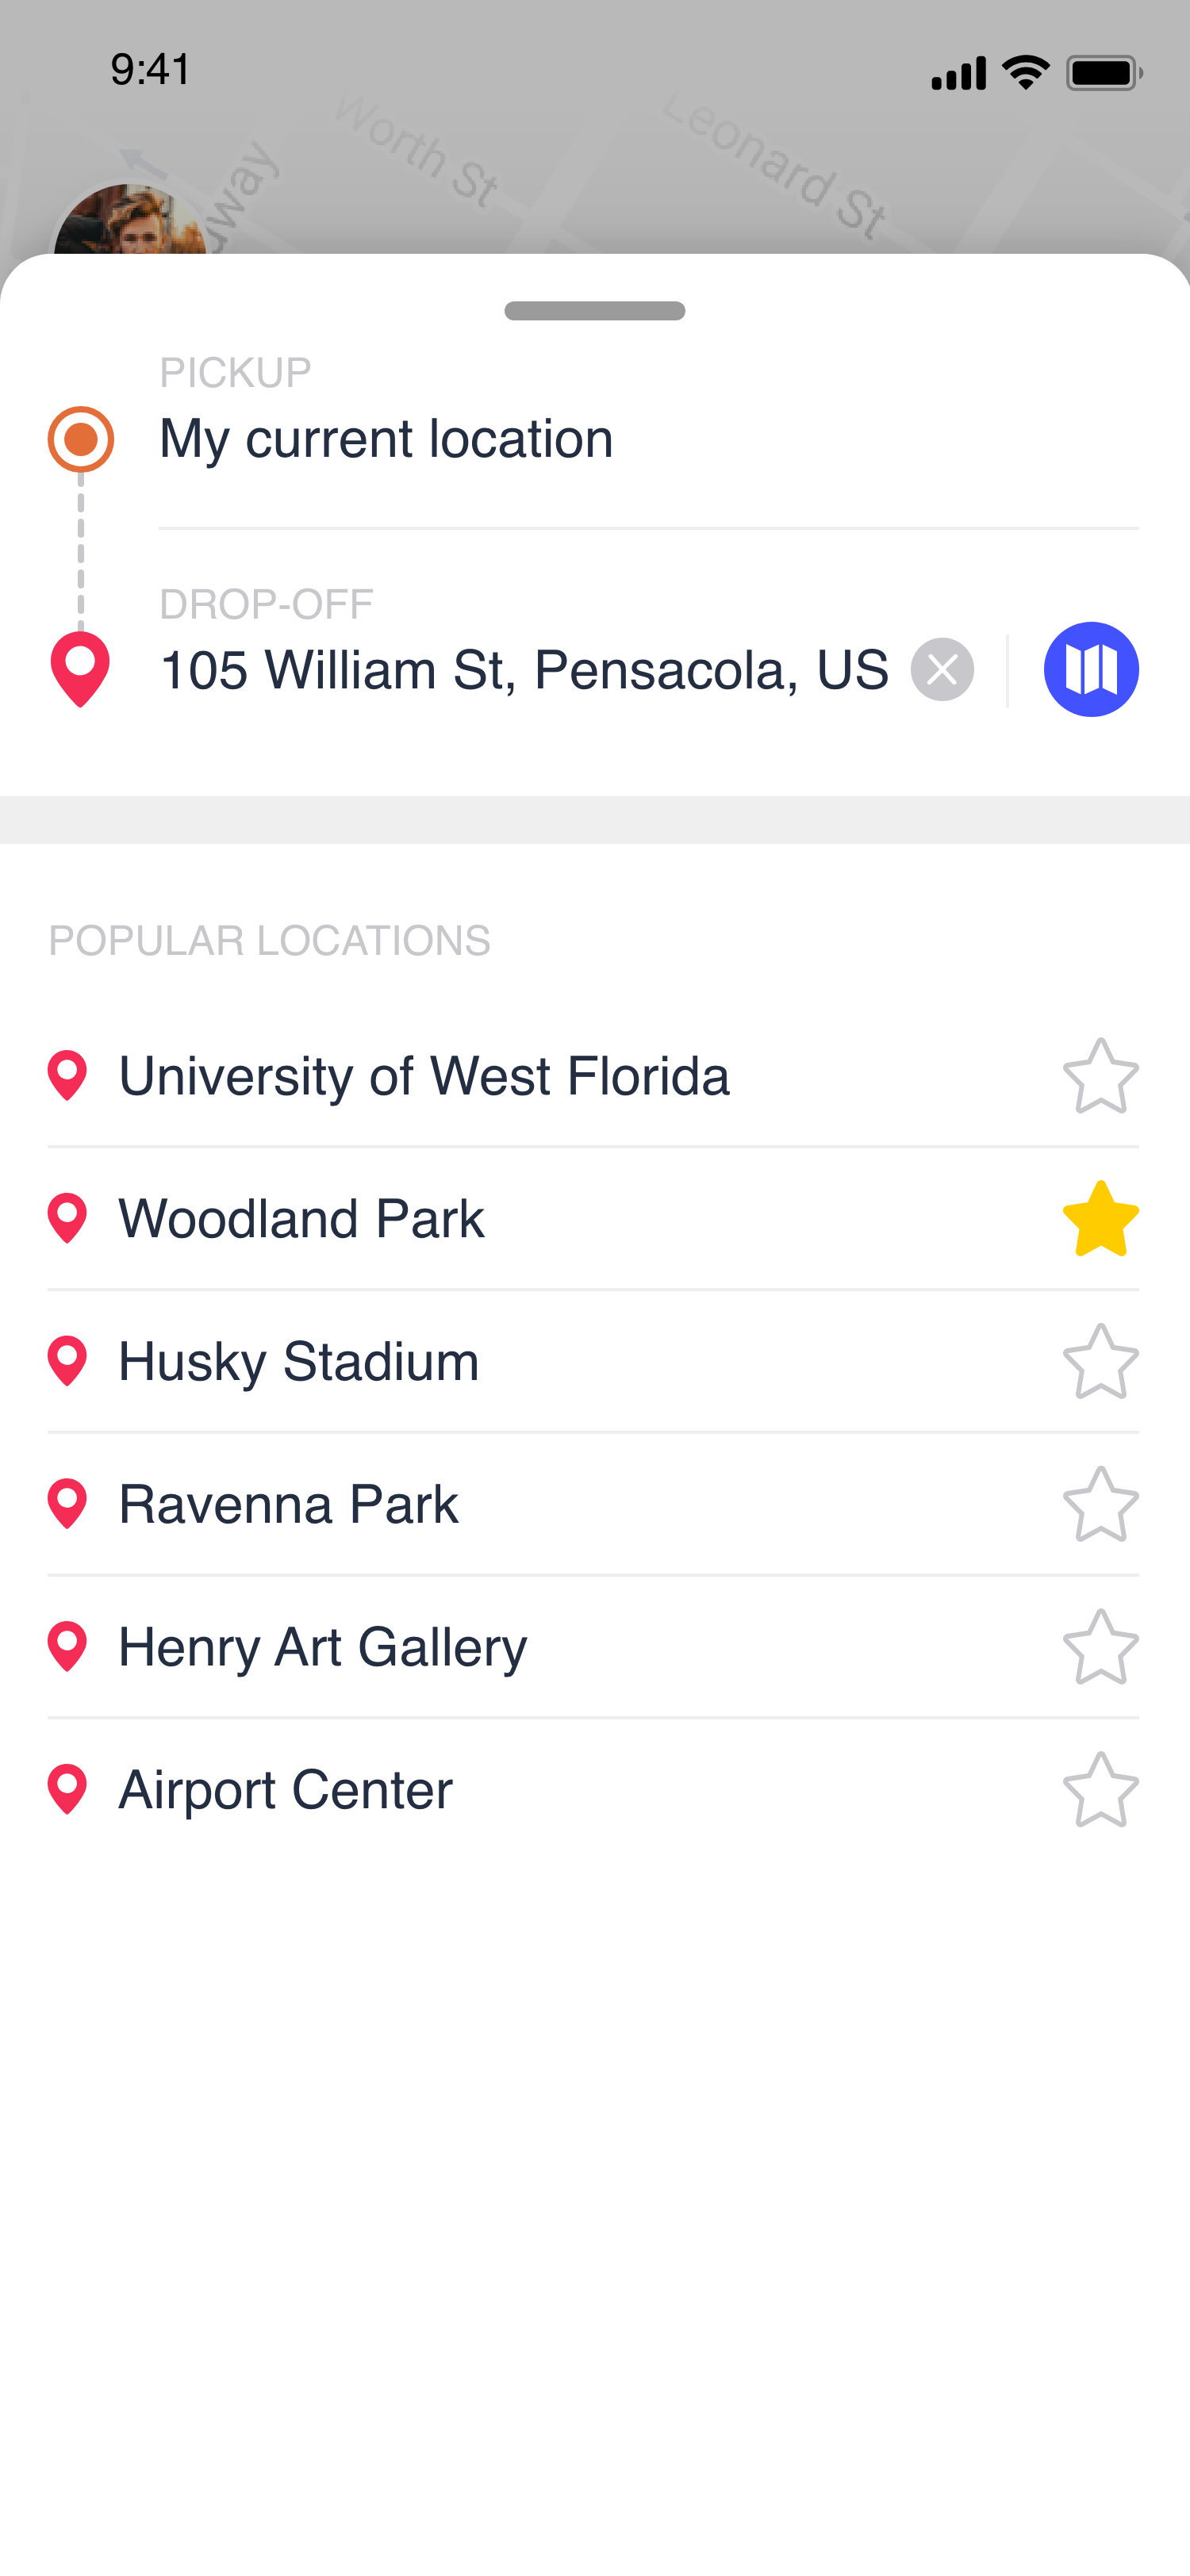 9:41
Worth St
Leonard St
PICKUP
My current location
DROP-OFF
105 William St, Pensacola, US
POPULAR LOCATIONS
University of West Florida
Woodland Park
Husky Stadium
Ravenna Park
Henry Art Gallery
Airport Center